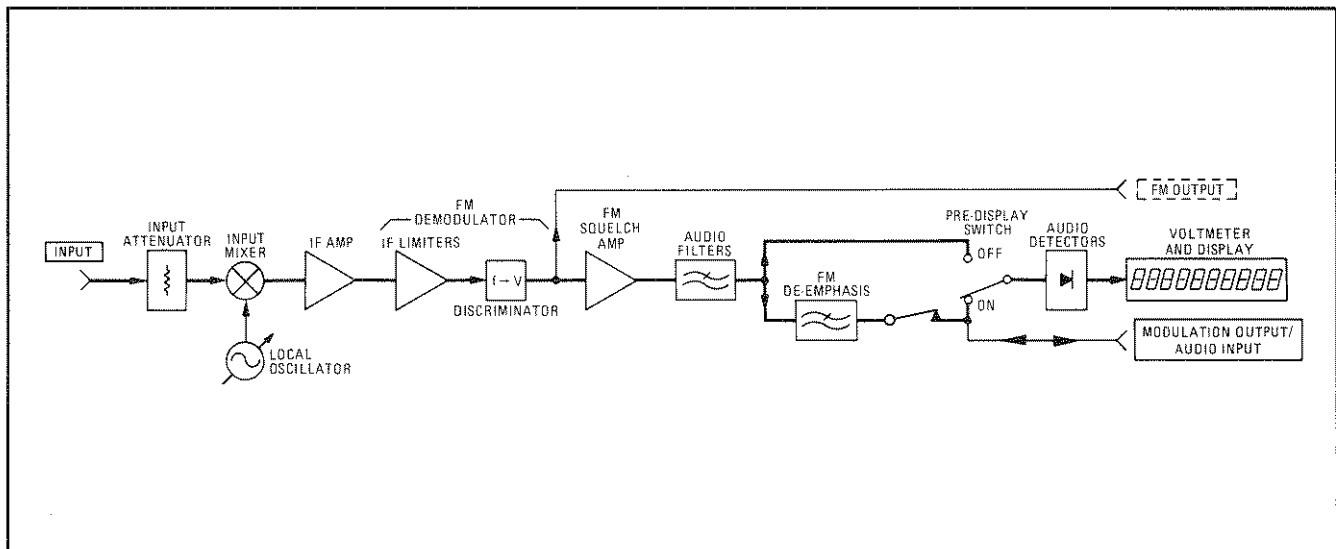 INPUT
INPUT
ATTENUATOR
INPUT
MIXER
LOCAL
OSCILLATOR
IF AMP
FM
DEMODULATOR
IF LIMITERS
f → V
DISCRIMINATOR
FM
SQUELCH
AMP
AUDIO
FILTERS
FM
DE-EMPHASIS
PRE-DISPLAY
SWITCH
OFF
ON
AUDIO
DETECTORS
FM OUTPUT
VOLTMETER
AND DISPLAY
MODULATION OUTPUT/
AUDIO INPUT